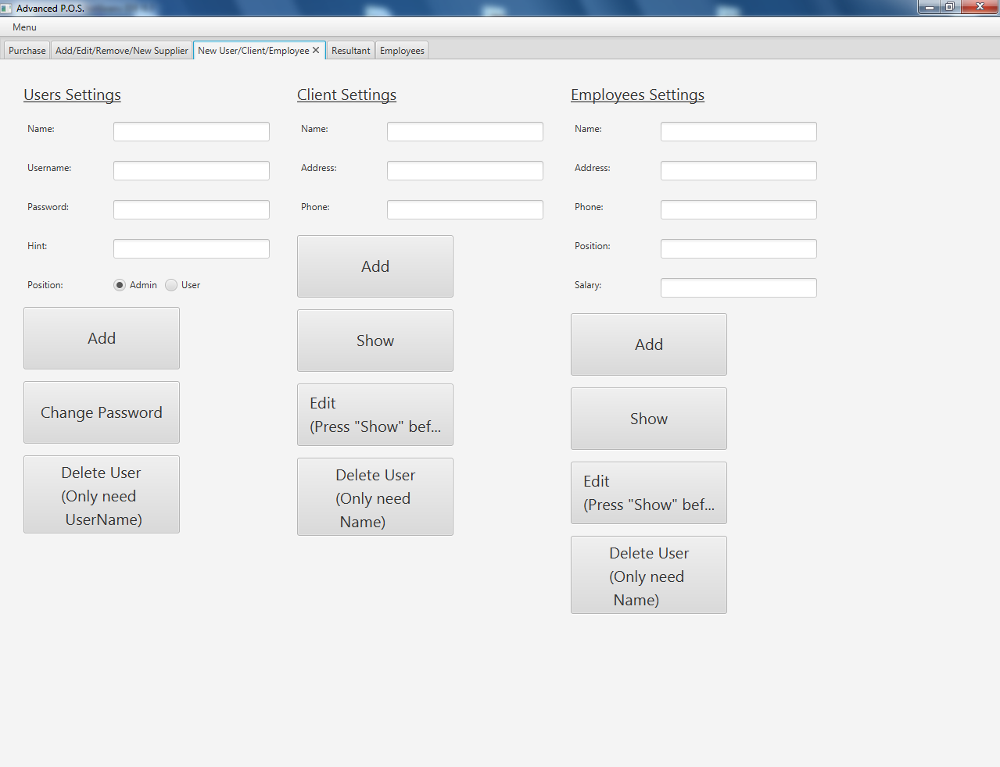 Advanced P.O.S.
Menu
Purchase
Add/Edit/Remove/New Supplier
New User/Client/Employee
Resultant
Employees
Users Settings
Name:
Username:
Password:
Hint:
Position:
Admin
User
Add
Change Password
Delete User
(Only need
UserName)
Client Settings
Name:
Address:
Phone:
Add
Show
Edit
(Press "Show" bef...
Delete User
(Only need
Name)
Employees Settings
Name:
Address:
Phone:
Position:
Salary:
Add
Show
Edit
(Press "Show" bef...
Delete User
(Only need
Name)